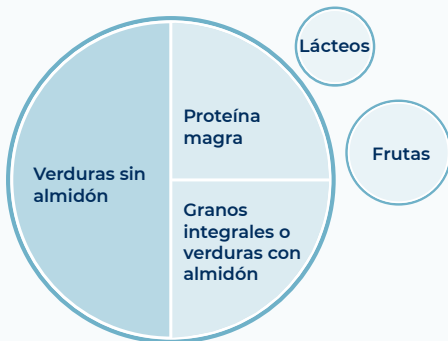 Lácteos
Proteína
magra
Frutas
Verduras sin
almidón
Granos
integrales o
verduras con
almidón